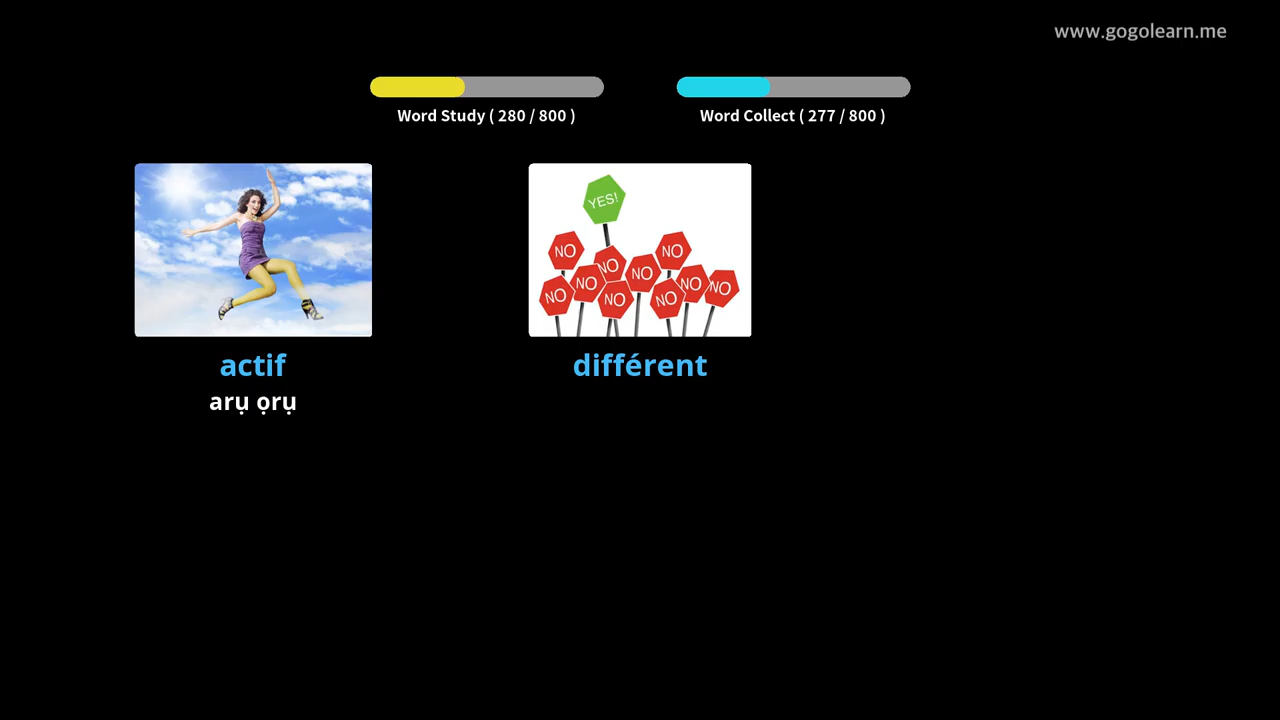 www.gogolearn.me
Word Study ( 280 / 800 )
Word Collect ( 277 / 800 )
YES!
NO
NO
NO
NO
NO
NO
NO
NO
NO
NO
actif
différent
arụ ọrụ